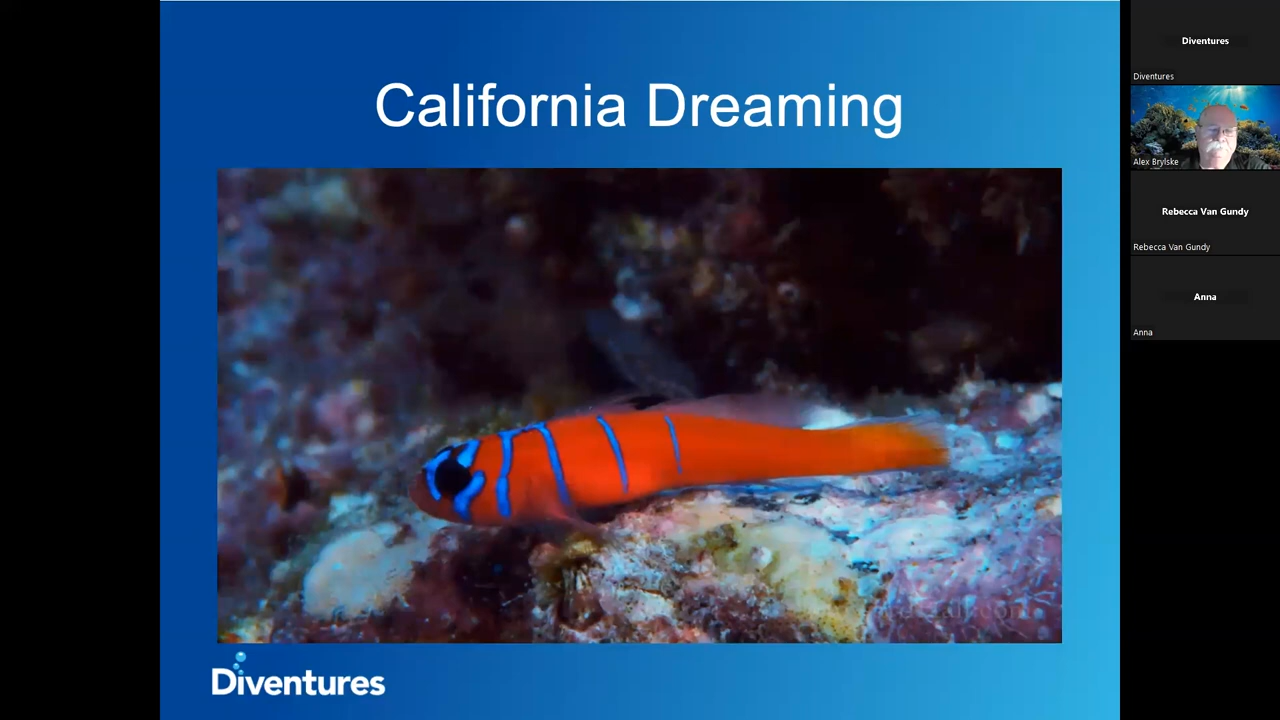 California Dreaming
Diventures
Diventures
Diventures
Alex Brylske
Rebecca Van Gundy
Rebecca Van Gundy
Anna
Anna